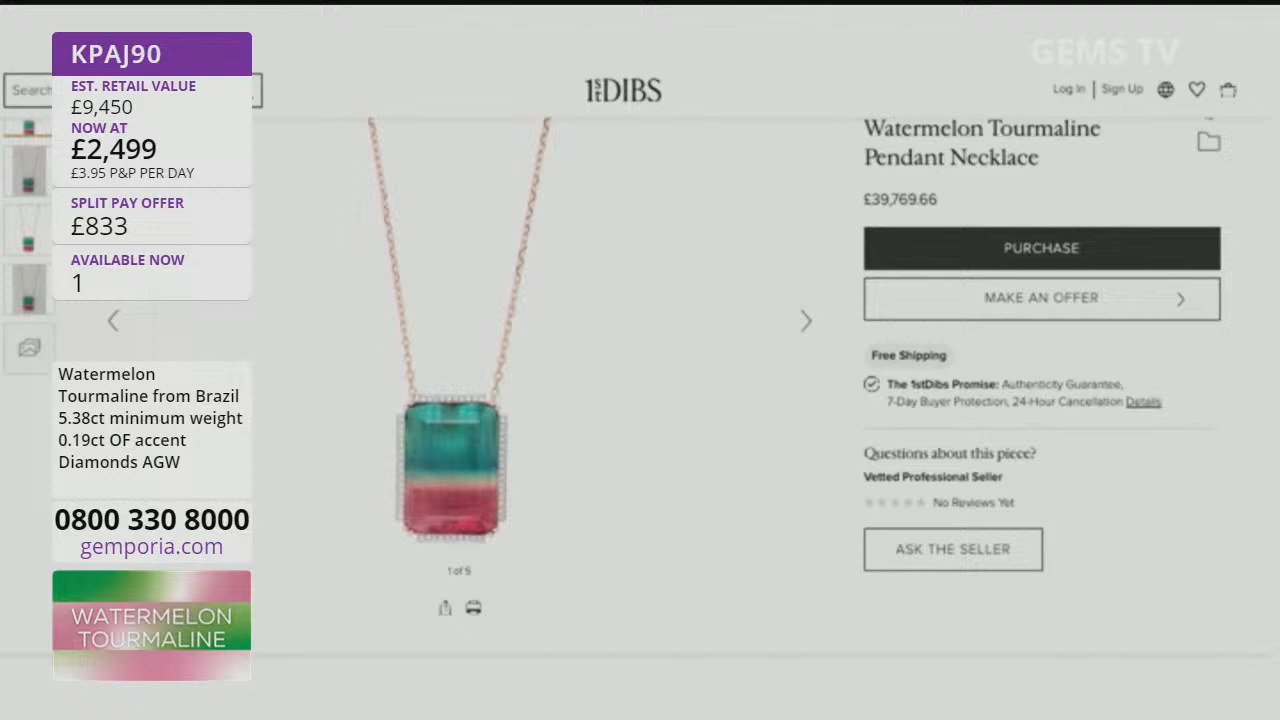 KPAJ90
EST. RETAIL VALUE
£9,450
NOW AT
£2,499
£3.95 P&P PER DAY
SPLIT PAY OFFER
£833
AVAILABLE NOW
1
Watermelon
Tourmaline from Brazil
5.38ct minimum weight
0.19ct OF accent
Diamonds AGW
0800 330 8000
gemporia.com
WATERMELON
TOURMALINE
GEMS TV
Search
1STDIBS
Log In | Sign Up
Watermelon Tourmaline
Pendant Necklace
£39,769.66
PURCHASE
MAKE AN OFFER
Free Shipping
The 1stDibs Promise: Authenticity Guarantee,
7-Day Buyer Protection, 24-Hour Cancellation Details
Questions about this piece?
Vetted Professional Seller
No Reviews Yet
ASK THE SELLER
1 of 5